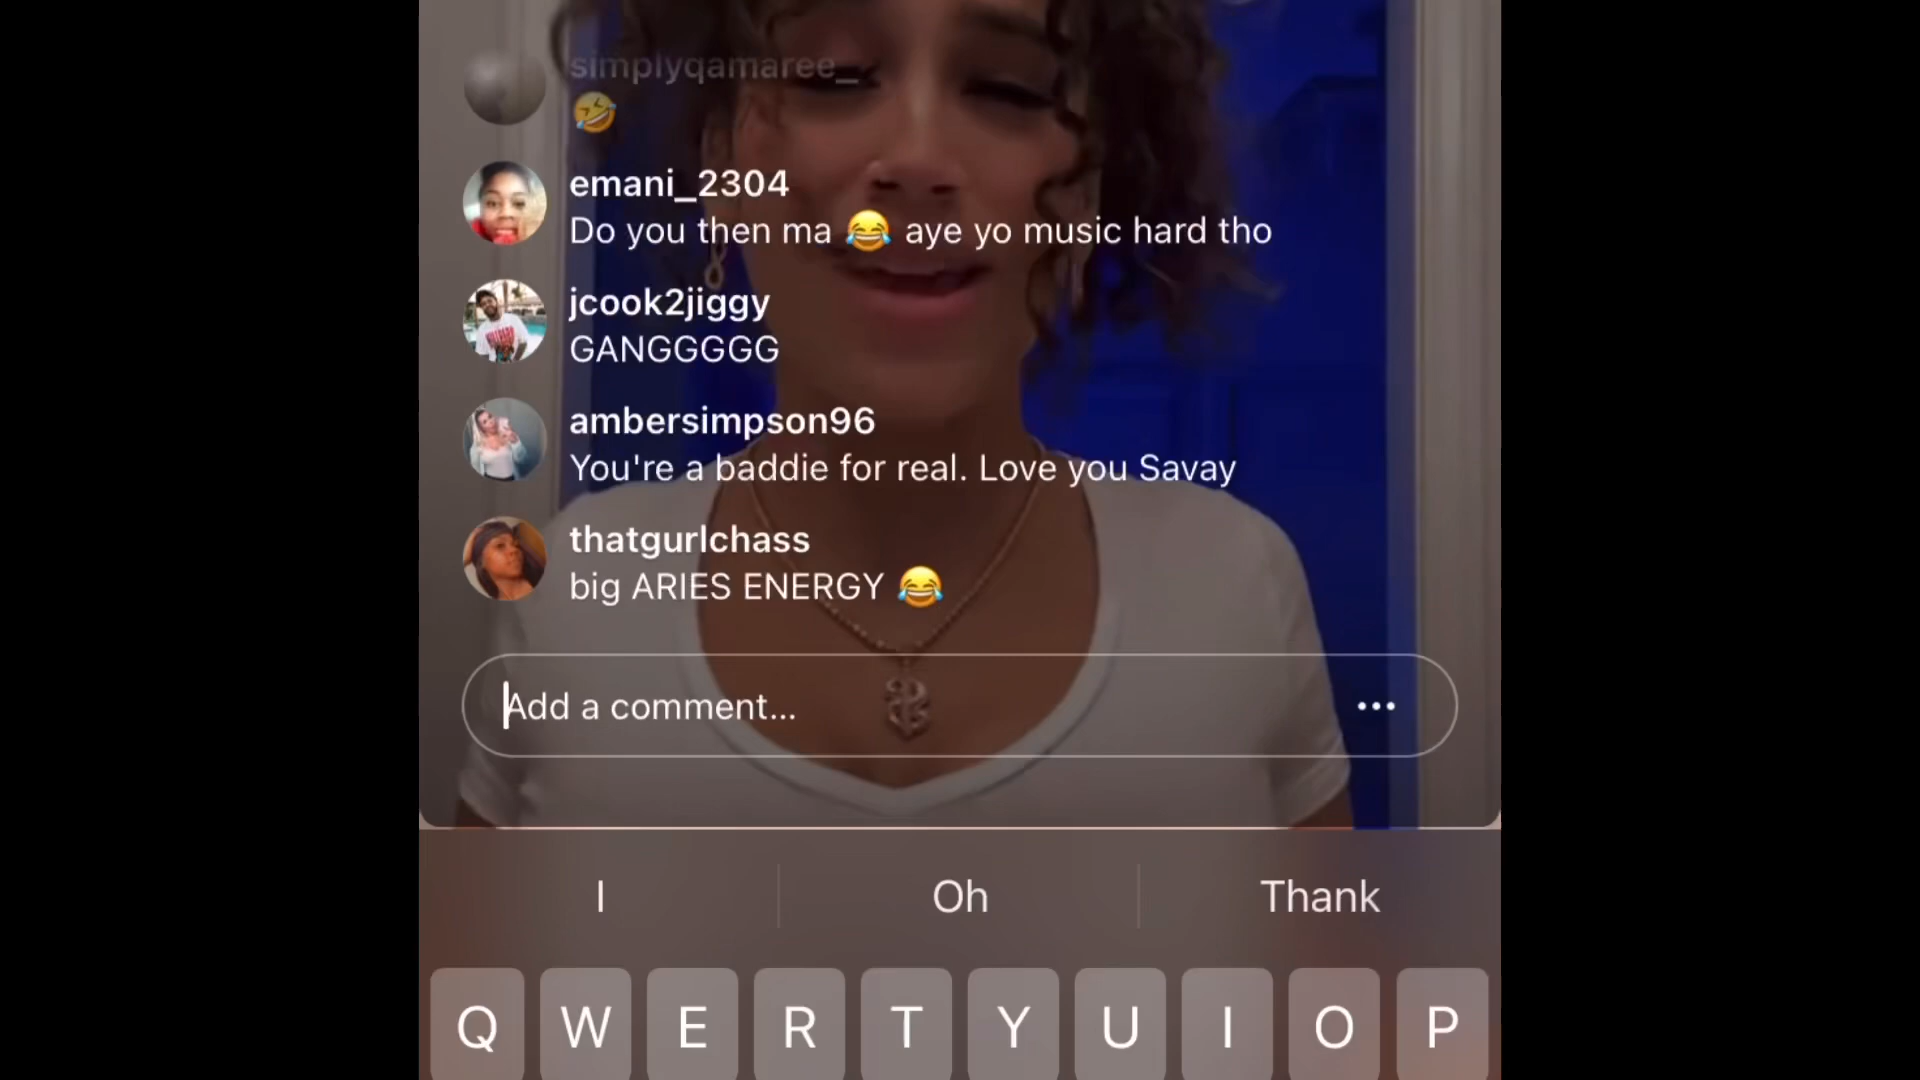 simplyqamaree_
🤣
emani_2304
Do you then ma 😂 aye yo music hard tho
jcook2jiggy
GANGGGGG
ambersimpson96
You're a baddie for real. Love you Savay
thatgurlchass
big ARIES ENERGY 😂
Add a comment...
I Oh Thank
Q W E R T Y U I O P